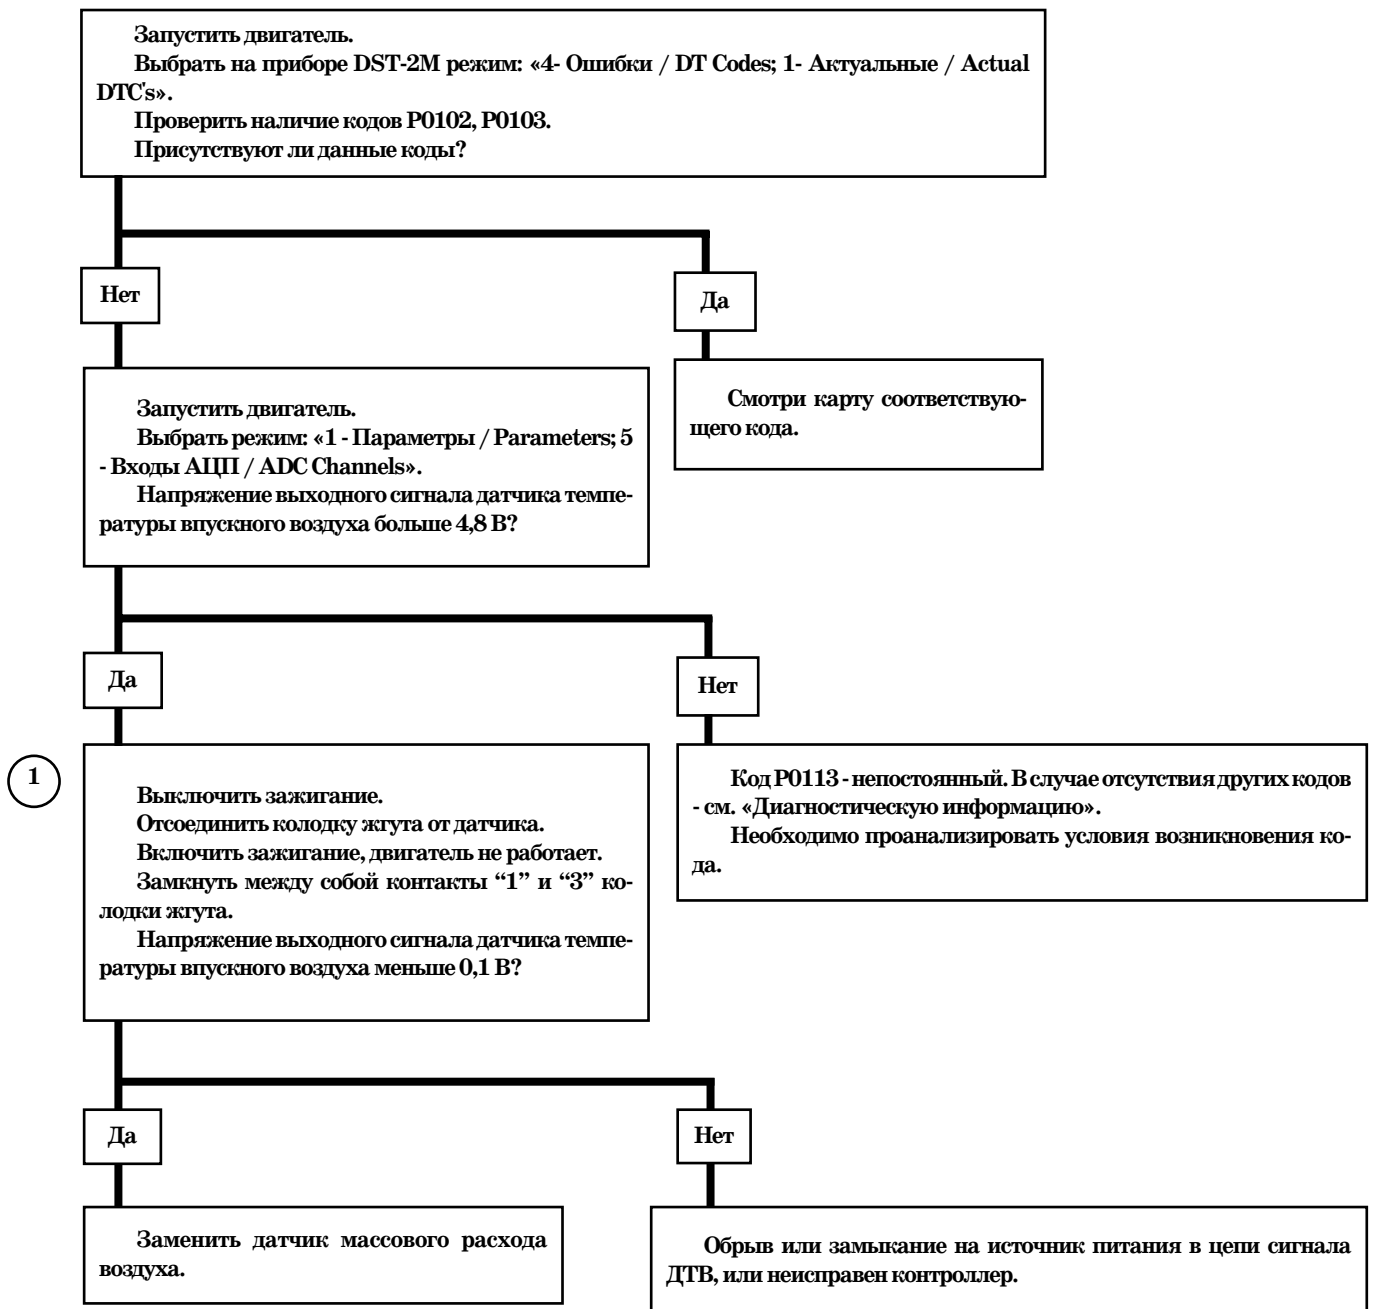 Запустить двигатель.
Выбрать на приборе DST-2М режим: «4- Ошибки / DT Codes; 1- Актуальные / Actual
DTC's».
Проверить наличие кодов P0102, P0103.
Присутствуют ли данные коды?
Нет
Да
Запустить двигатель.
Выбрать режим: «1 - Параметры / Parameters; 5
- Входы АЦП / ADC Channels».
Напряжение выходного сигнала датчика темпе-
ратуры впускного воздуха больше 4,8 В?
Смотри карту соответствую-
щего кода.
Да
Нет
1
Выключить зажигание.
Отсоединить колодку жгута от датчика.
Включить зажигание, двигатель не работает.
Замкнуть между собой контакты “1” и “3” ко-
лодки жгута.
Напряжение выходного сигнала датчика темпе-
ратуры впускного воздуха меньше 0,1 В?
Код P0113 - непостоянный. В случае отсутствия других кодов
- см. «Диагностическую информацию».
Необходимо проанализировать условия возникновения ко-
да.
Да
Нет
Заменить датчик массового расхода
воздуха.
Обрыв или замыкание на источник питания в цепи сигнала
ДТВ, или неисправен контроллер.